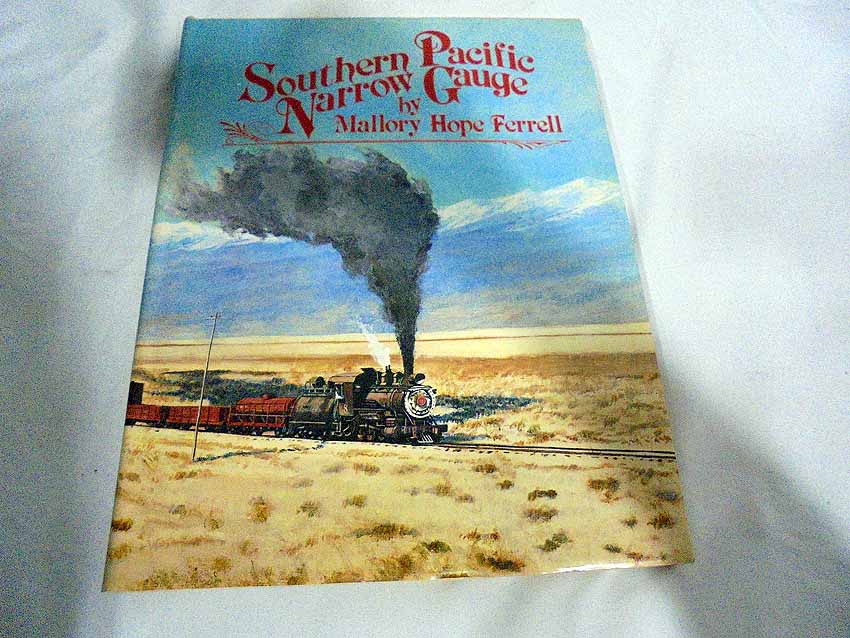 Southern Pacific
Narrow Gauge
by
Mallory Hope Ferrell